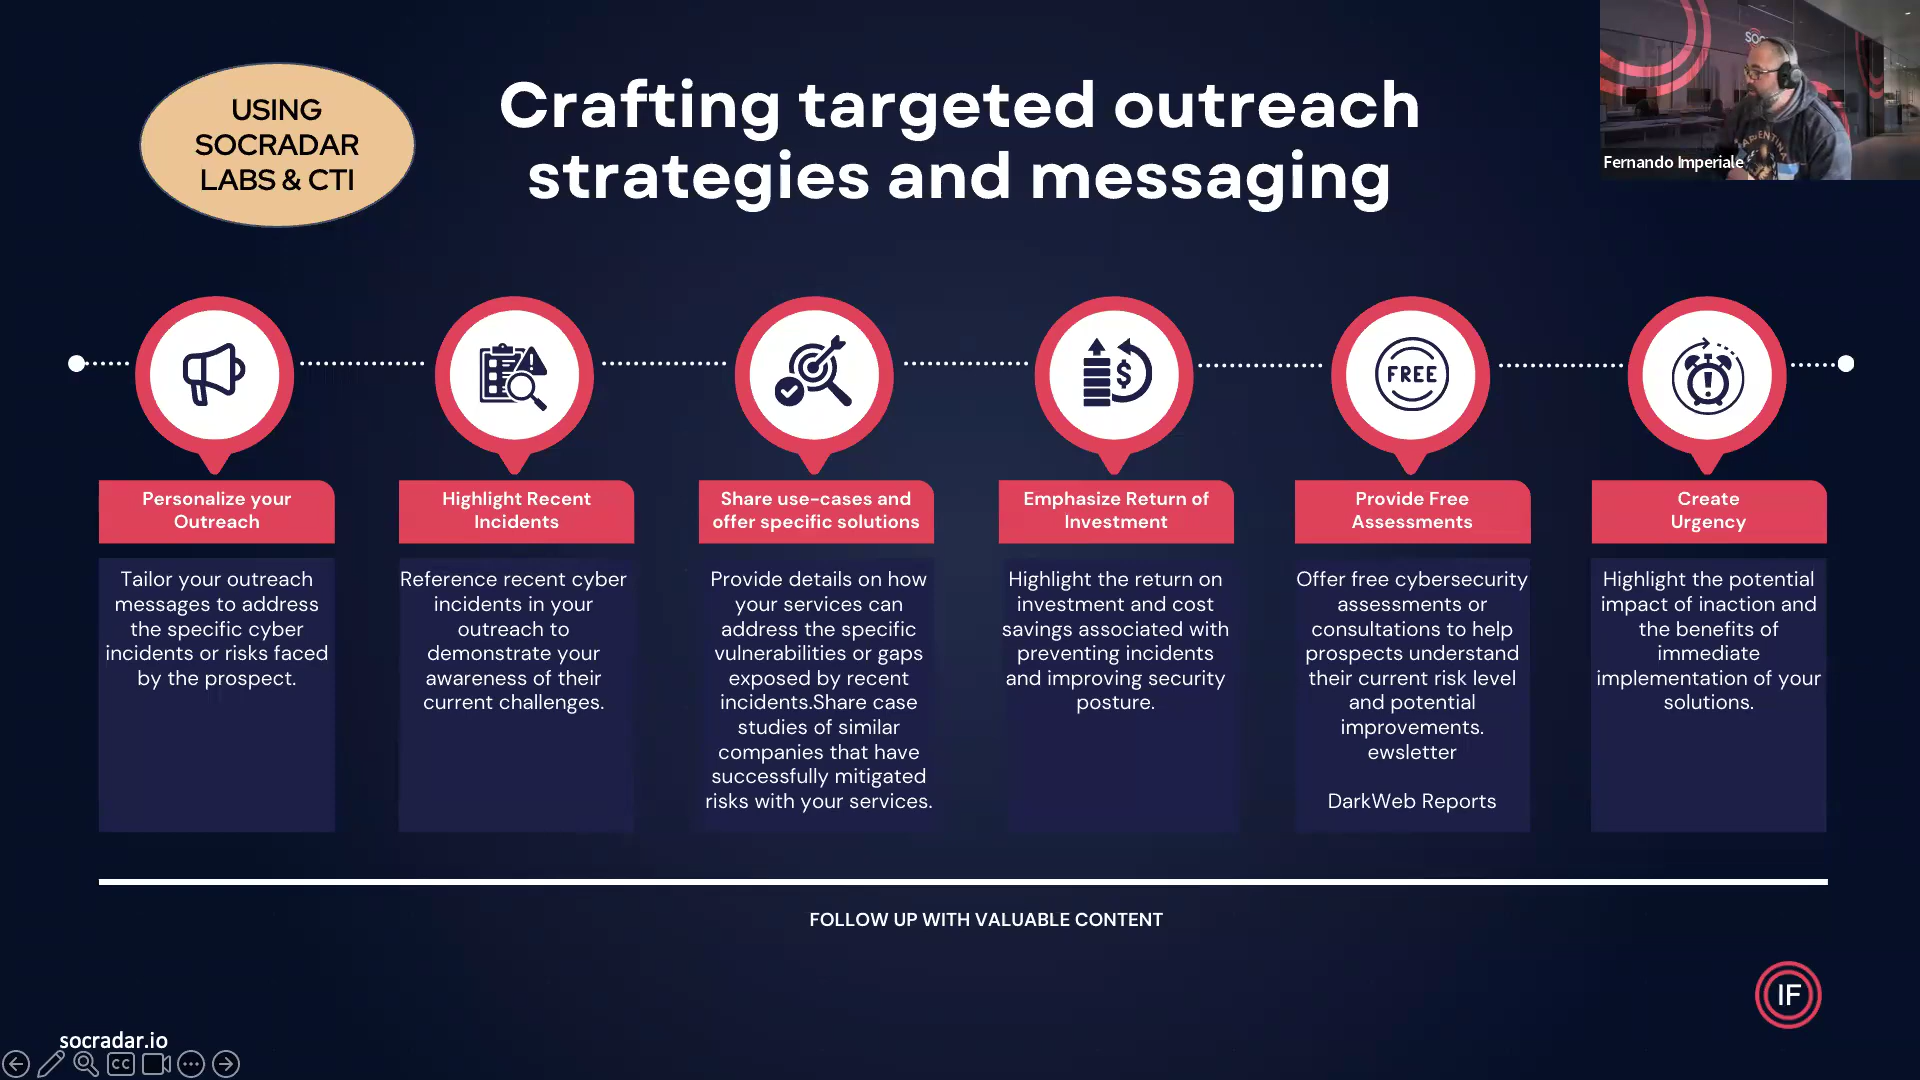 USING
SOCRADAR
LABS & CTI
Crafting targeted outreach
strategies and messaging
SOC
ARGENTINA
Fernando Imperiale
FREE
Personalize your
Outreach
Tailor your outreach
messages to address
the specific cyber
incidents or risks faced
by the prospect.
Highlight Recent
Incidents
Reference recent cyber
incidents in your
outreach to
demonstrate your
awareness of their
current challenges.
Share use-cases and
offer specific solutions
Provide details on how
your services can
address the specific
vulnerabilities or gaps
exposed by recent
incidents.Share case
studies of similar
companies that have
successfully mitigated
risks with your services.
Emphasize Return of
Investment
Highlight the return on
investment and cost
savings associated with
preventing incidents
and improving security
posture.
Provide Free
Assessments
Offer free cybersecurity
assessments or
consultations to help
prospects understand
their current risk level
and potential
improvements.
ewsletter
DarkWeb Reports
Create
Urgency
Highlight the potential
impact of inaction and
the benefits of
immediate
implementation of your
solutions.
FOLLOW UP WITH VALUABLE CONTENT
IF
socradar.io
CC